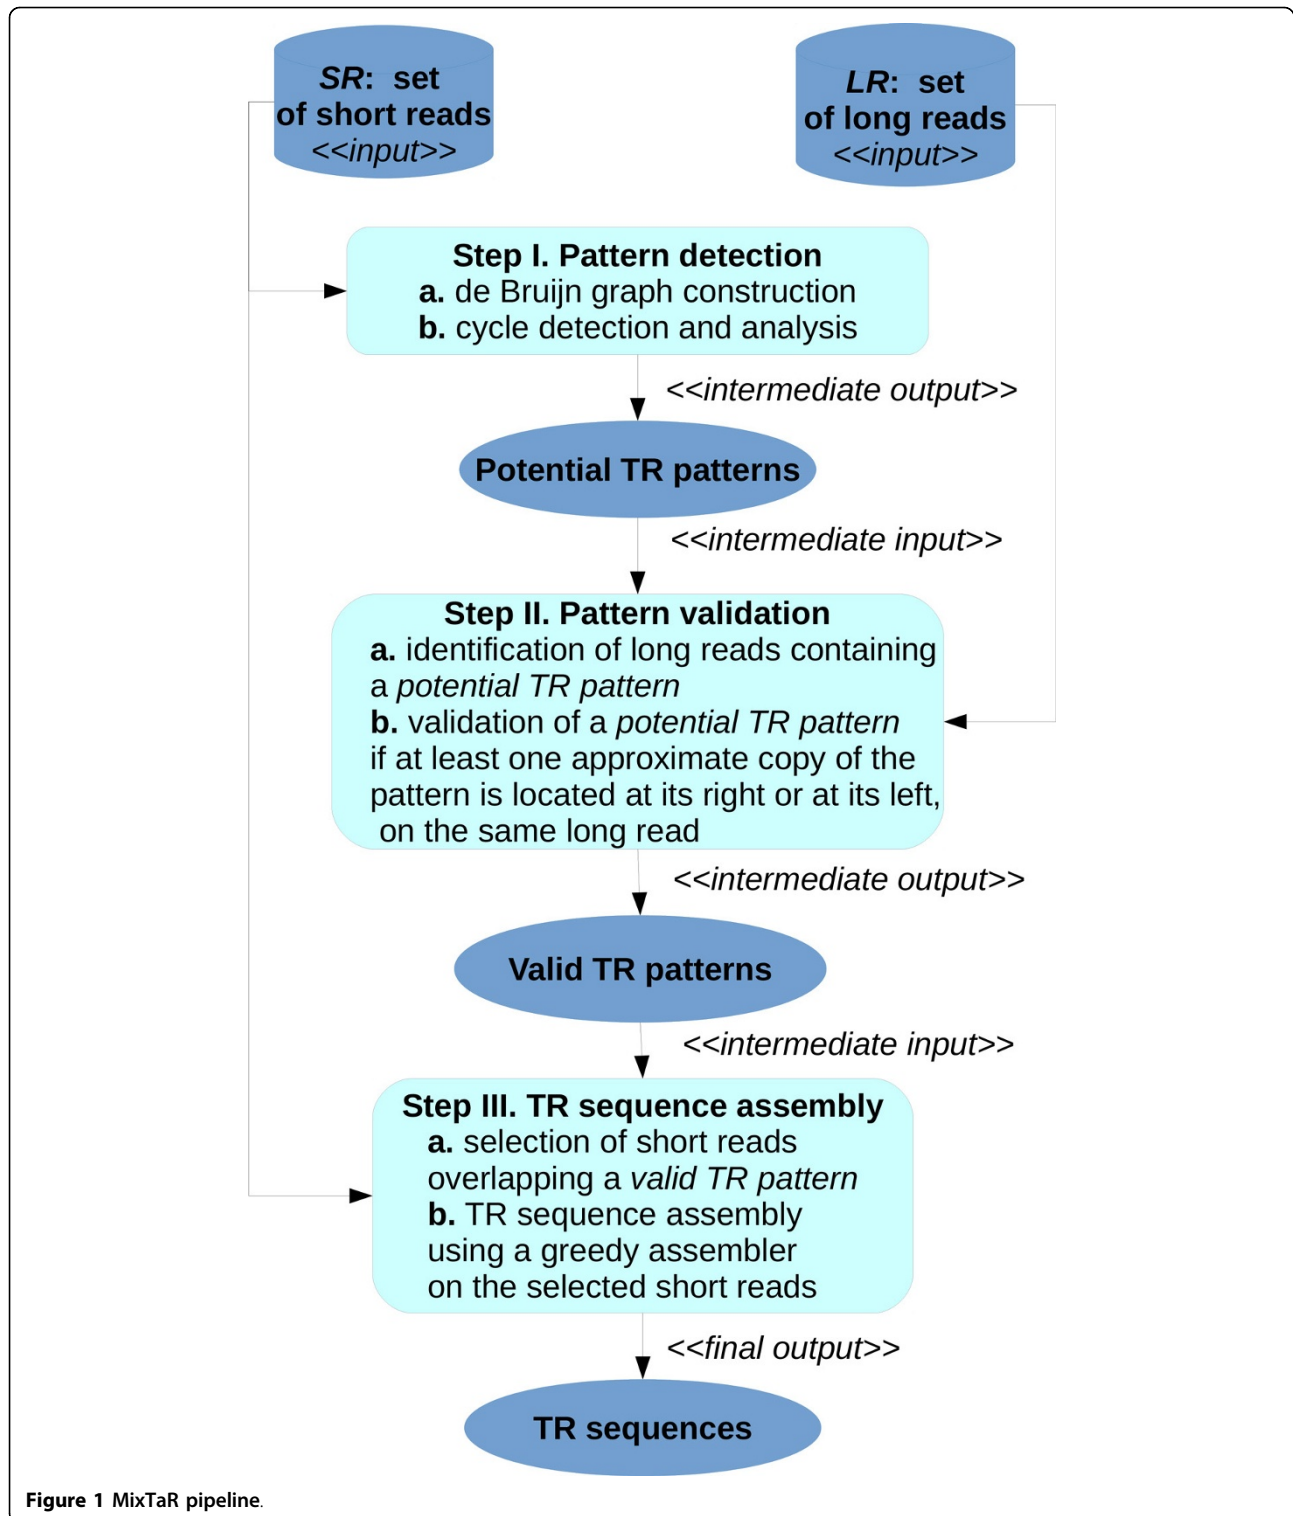 SR: set
of short reads
<<input>>
LR: set
of long reads
<<input>>
Step I. Pattern detection
a. de Bruijn graph construction
b. cycle detection and analysis
<<intermediate output>>
Potential TR patterns
<<intermediate input>>
Step II. Pattern validation
a. identification of long reads containing
a potential TR pattern
b. validation of a potential TR pattern
if at least one approximate copy of the
pattern is located at its right or at its left,
on the same long read
<<intermediate output>>
Valid TR patterns
<<intermediate input>>
Step III. TR sequence assembly
a. selection of short reads
overlapping a valid TR pattern
b. TR sequence assembly
using a greedy assembler
on the selected short reads
<<final output>>
TR sequences
Figure 1 MixTaR pipeline.